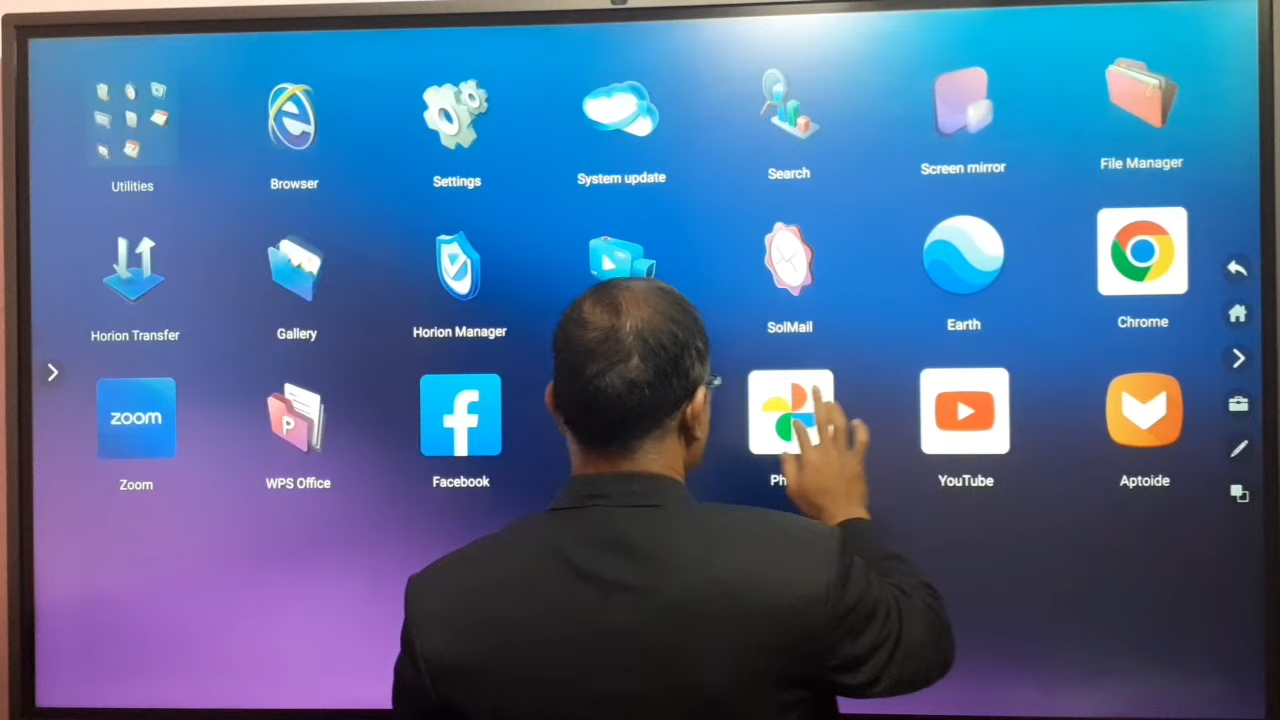 Utilities
Browser
Settings
System update
Search
Screen mirror
File Manager
Horion Transfer
Gallery
Horion Manager
SolMail
Earth
Chrome
zoom
P
Zoom
WPS Office
Facebook
Ph
YouTube
Aptoide